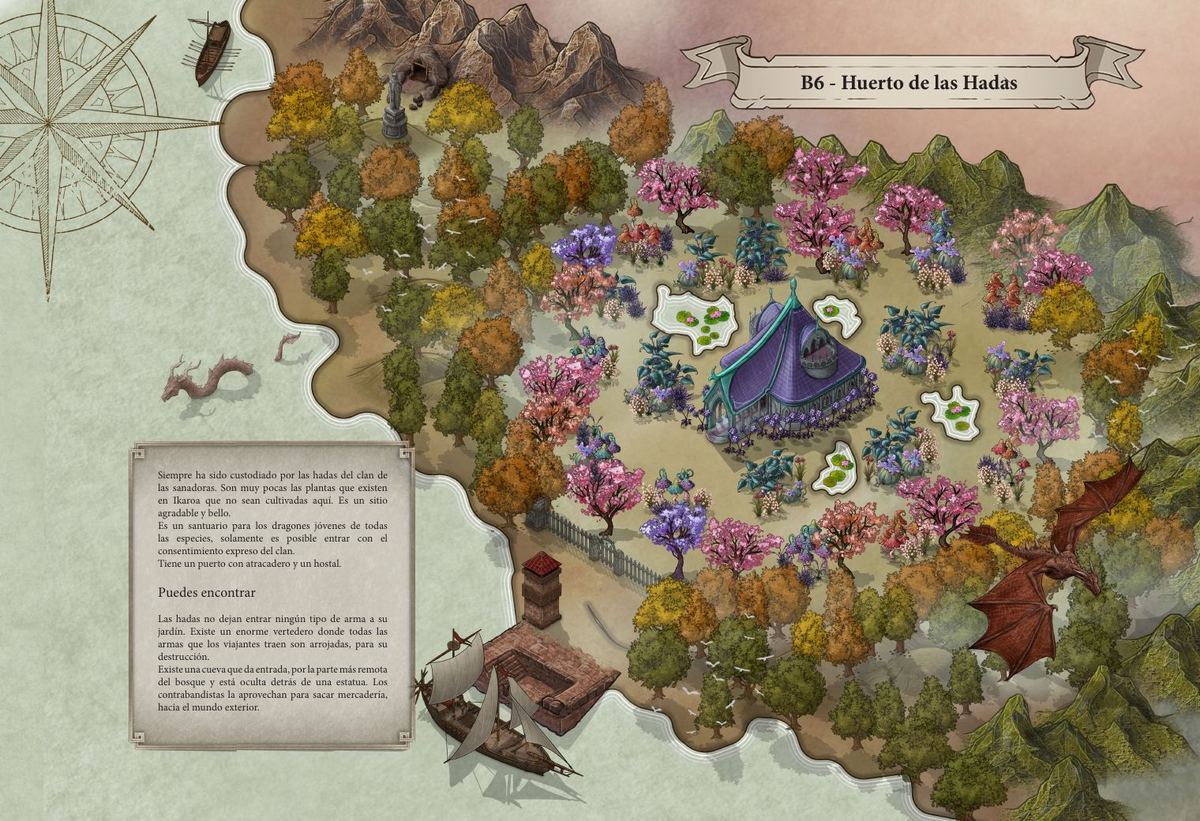 B6 - Huerto de las Hadas
Siempre ha sido custodiado por las hadas del clan de
las sanadoras. Son muy pocas las plantas que existen
en Ikaroa que no sean cultivadas aquí. Es un sitio
agradable y bello.
Es un santuario para los dragones jóvenes de todas
las especies, solamente es posible entrar con el
consentimiento expreso del clan.
Tiene un puerto con atracadero y un hostal.
Puedes encontrar
Las hadas no dejan entrar ningún tipo de arma a su
jardín. Existe un enorme vertedero donde todas las
armas que los viajantes traen son arrojadas, para su
destrucción.
Existe una cueva que da entrada, por la parte más remota
del bosque y está oculta detrás de una estatua. Los
contrabandistas la aprovechan para sacar mercadería,
hacia el mundo exterior.